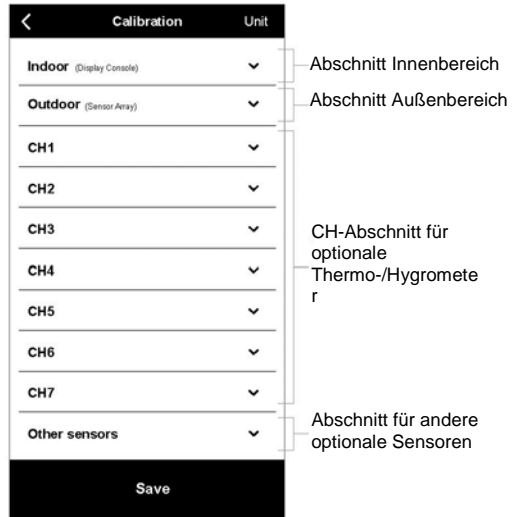 Calibration Unit
Indoor (Display Console)
Abschnitt Innenbereich
Outdoor (Sensor Array)
Abschnitt Außenbereich
CH1
CH2
CH3
CH4
CH5
CH6
CH7
CH-Abschnitt für
optionale
Thermo-/Hygromete
r
Other sensors
Abschnitt für andere
optionale Sensoren
Save